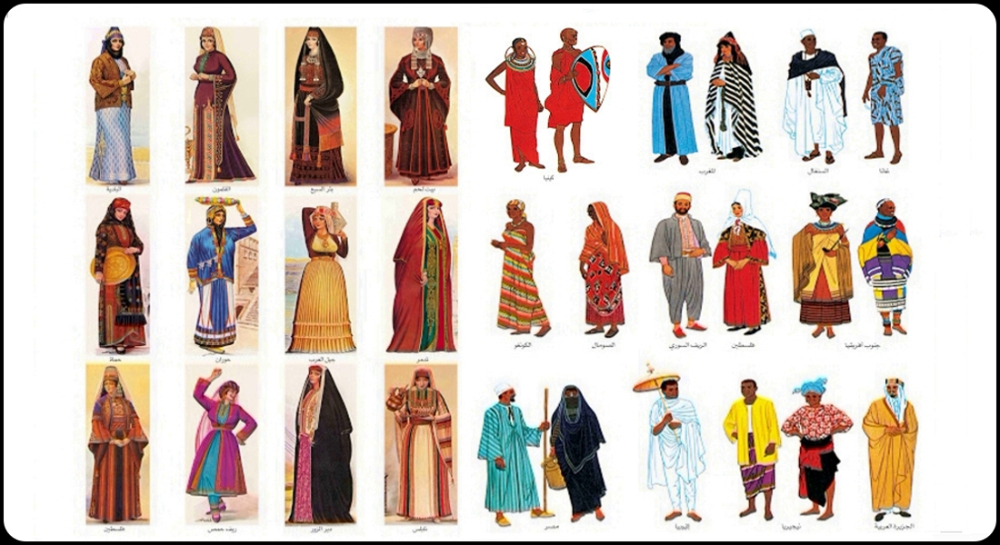 البادية
القلمون
بئر السبع
بيت لحم
كينيا
المغرب
السنغال
غانا
حماة
حوران
جبل العرب
تدمر
الكونغو
الصومال
الريف السوري
فلسطين
جنوب أفريقيا
فلسطين
ريف حمص
دير الزور
نابلس
مصر
إثيوبيا
نيجيريا
الجزيرة العربية